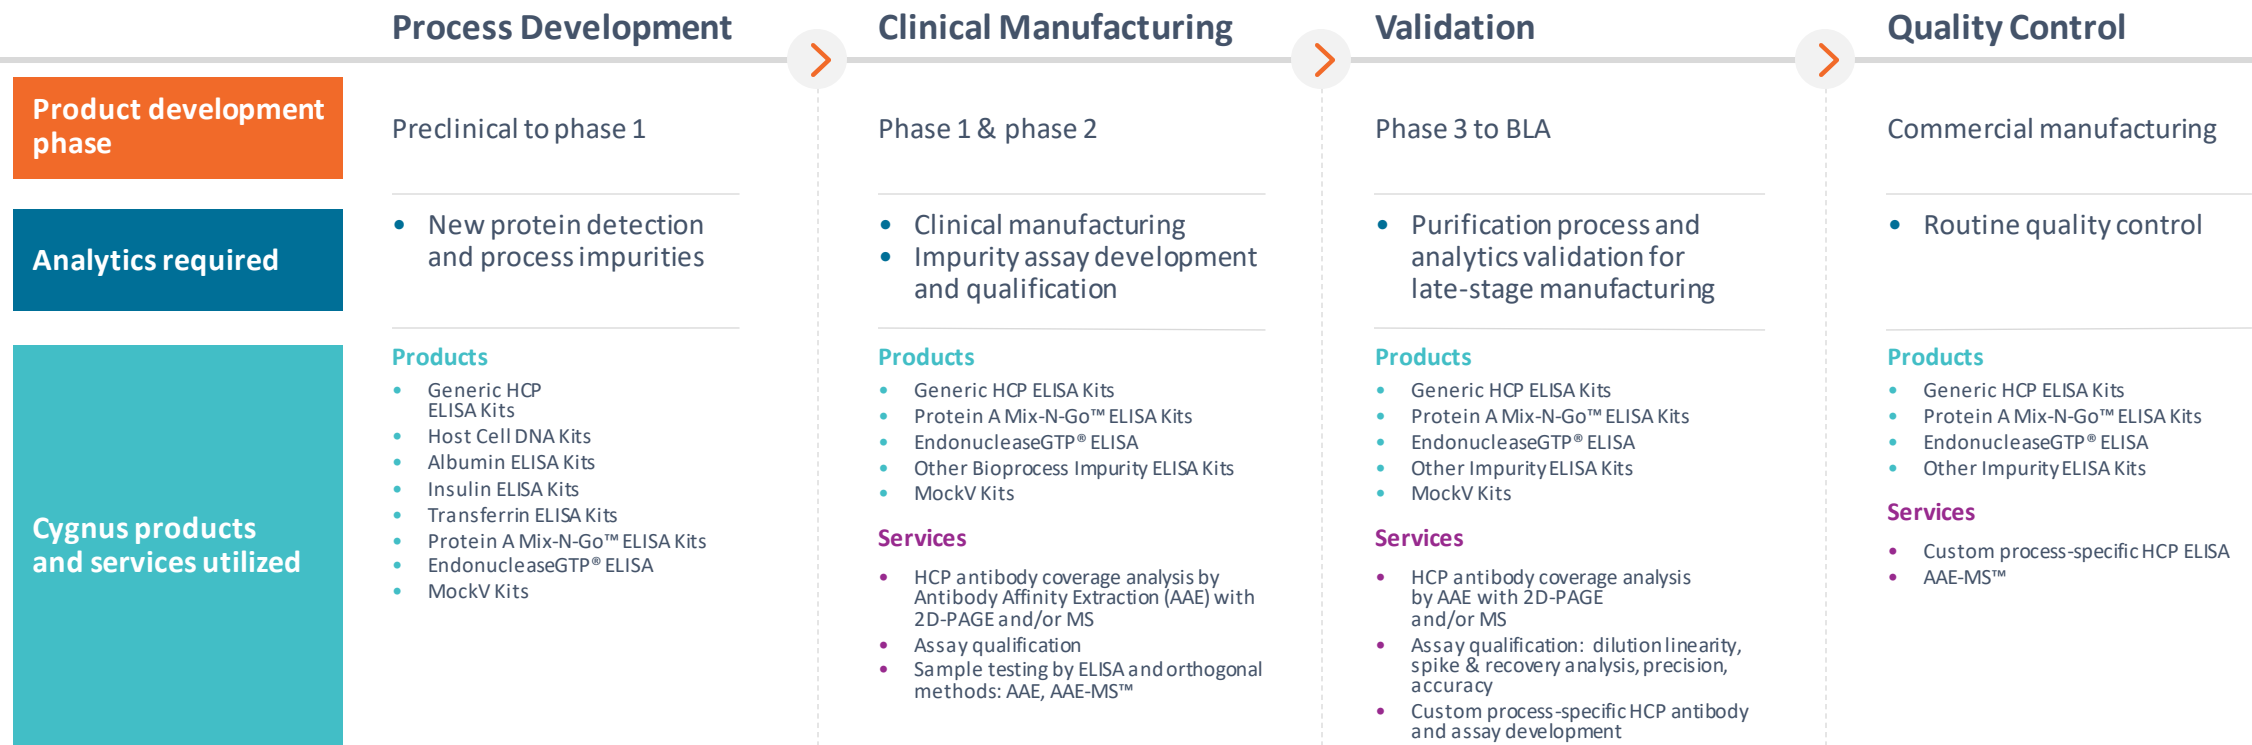 Process Development
Clinical Manufacturing
Validation
Quality Control
Product development
phase
Preclinical to phase 1
Phase 1 & phase 2
Phase 3 to BLA
Commercial manufacturing
Analytics required
• New protein detection
and process impurities
• Clinical manufacturing
• Impurity assay development
and qualification
• Purification process and
analytics validation for
late-stage manufacturing
• Routine quality control
Cygnus products
and services utilized
Products
• Generic HCP
ELISA Kits
• Host Cell DNA Kits
• Albumin ELISA Kits
• Insulin ELISA Kits
• Transferrin ELISA Kits
• Protein A Mix-N-Go™ ELISA Kits
• EndonucleaseGTP® ELISA
• MockV Kits
Products
• Generic HCP ELISA Kits
• Protein A Mix-N-Go™ ELISA Kits
• EndonucleaseGTP® ELISA
• Other Bioprocess Impurity ELISA Kits
• MockV Kits
Services
• HCP antibody coverage analysis by
Antibody Affinity Extraction (AAE) with
2D-PAGE and/or MS
• Assay qualification
• Sample testing by ELISA and orthogonal
methods: AAE, AAE-MS™
Products
• Generic HCP ELISA Kits
• Protein A Mix-N-Go™ ELISA Kits
• EndonucleaseGTP® ELISA
• Other Impurity ELISA Kits
• MockV Kits
Services
• HCP antibody coverage analysis
by AAE with 2D-PAGE
and/or MS
• Assay qualification: dilution linearity,
spike & recovery analysis, precision,
accuracy
• Custom process-specific HCP antibody
and assay development
Products
• Generic HCP ELISA Kits
• Protein A Mix-N-Go™ ELISA Kits
• EndonucleaseGTP® ELISA
• Other Impurity ELISA Kits
Services
• Custom process-specific HCP ELISA
• AAE-MS™